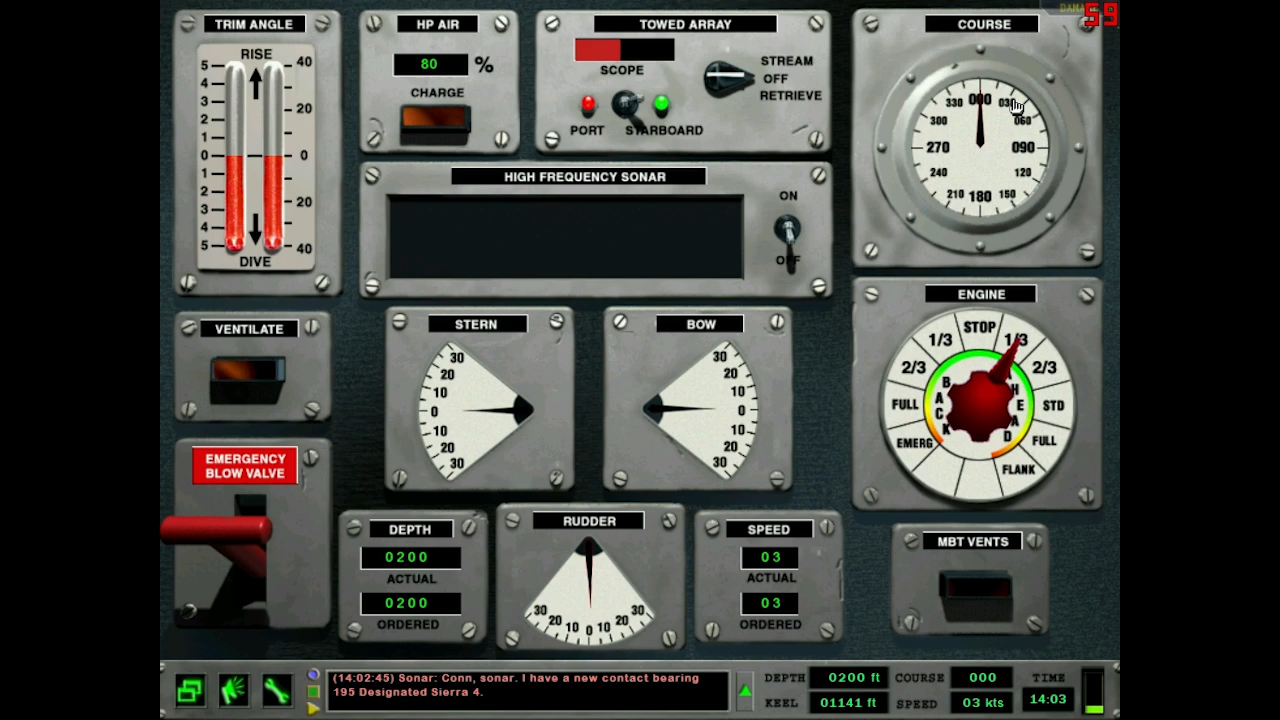 DAMA
59
TRIM ANGLE
RISE
5
4
3
2
1
0
1
2
3
4
5
40
20
0
20
40
DIVE
HP AIR
80 %
CHARGE
TOWED ARRAY
SCOPE
STREAM
OFF
RETRIEVE
PORT
STARBOARD
HIGH FREQUENCY SONAR
ON
OFF
COURSE
000
030
060
090
120
150
180
210
240
270
300
330
VENTILATE
STERN
30
20
10
0
10
20
30
BOW
30
20
10
0
10
20
30
ENGINE
STOP
1/3
2/3
STD
FULL
FLANK
1/3
2/3
FULL
EMERG
BACK
AHEAD
EMERGENCY
BLOW VALVE
DEPTH
0200
ACTUAL
0200
ORDERED
RUDDER
30
20
10
0
10
20
30
SPEED
03
ACTUAL
03
ORDERED
MBT VENTS
(14:02:45) Sonar: Conn, sonar. I have a new contact bearing
195 Designated Sierra 4.
DEPTH 0200 ft COURSE 000 TIME
KEEL 01141 ft SPEED 03 kts 14:03